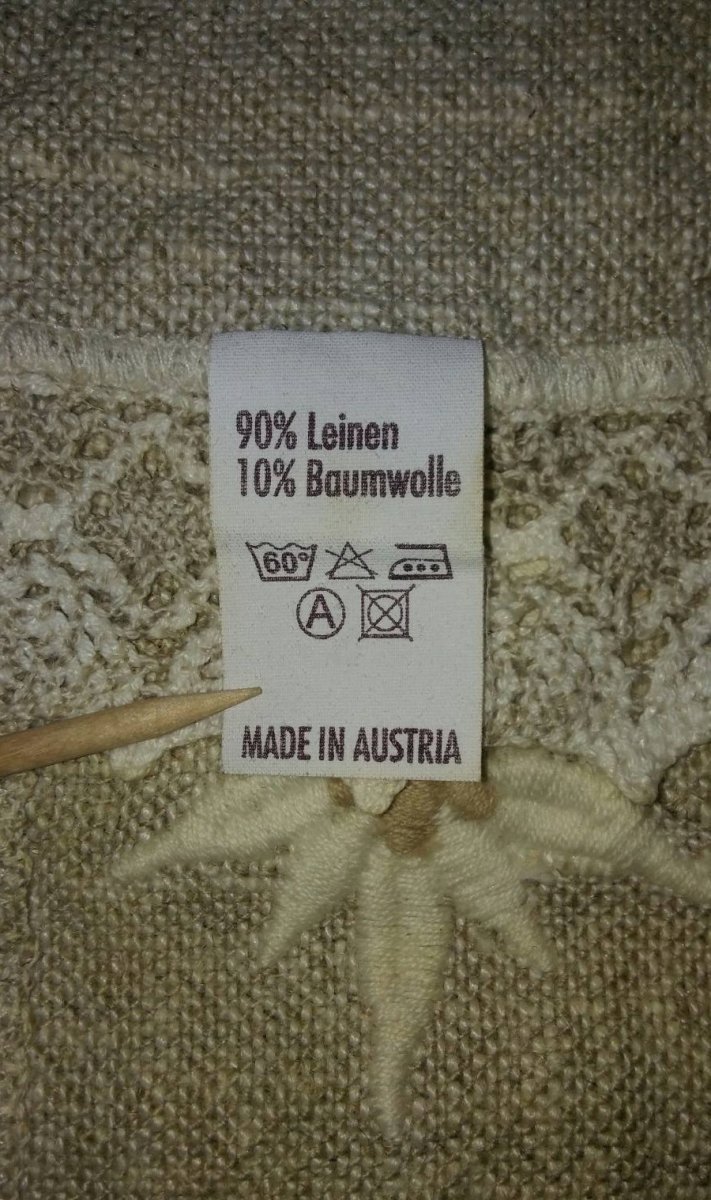 90% Leinen
10% Baumwolle
60°
A
MADE IN AUSTRIA